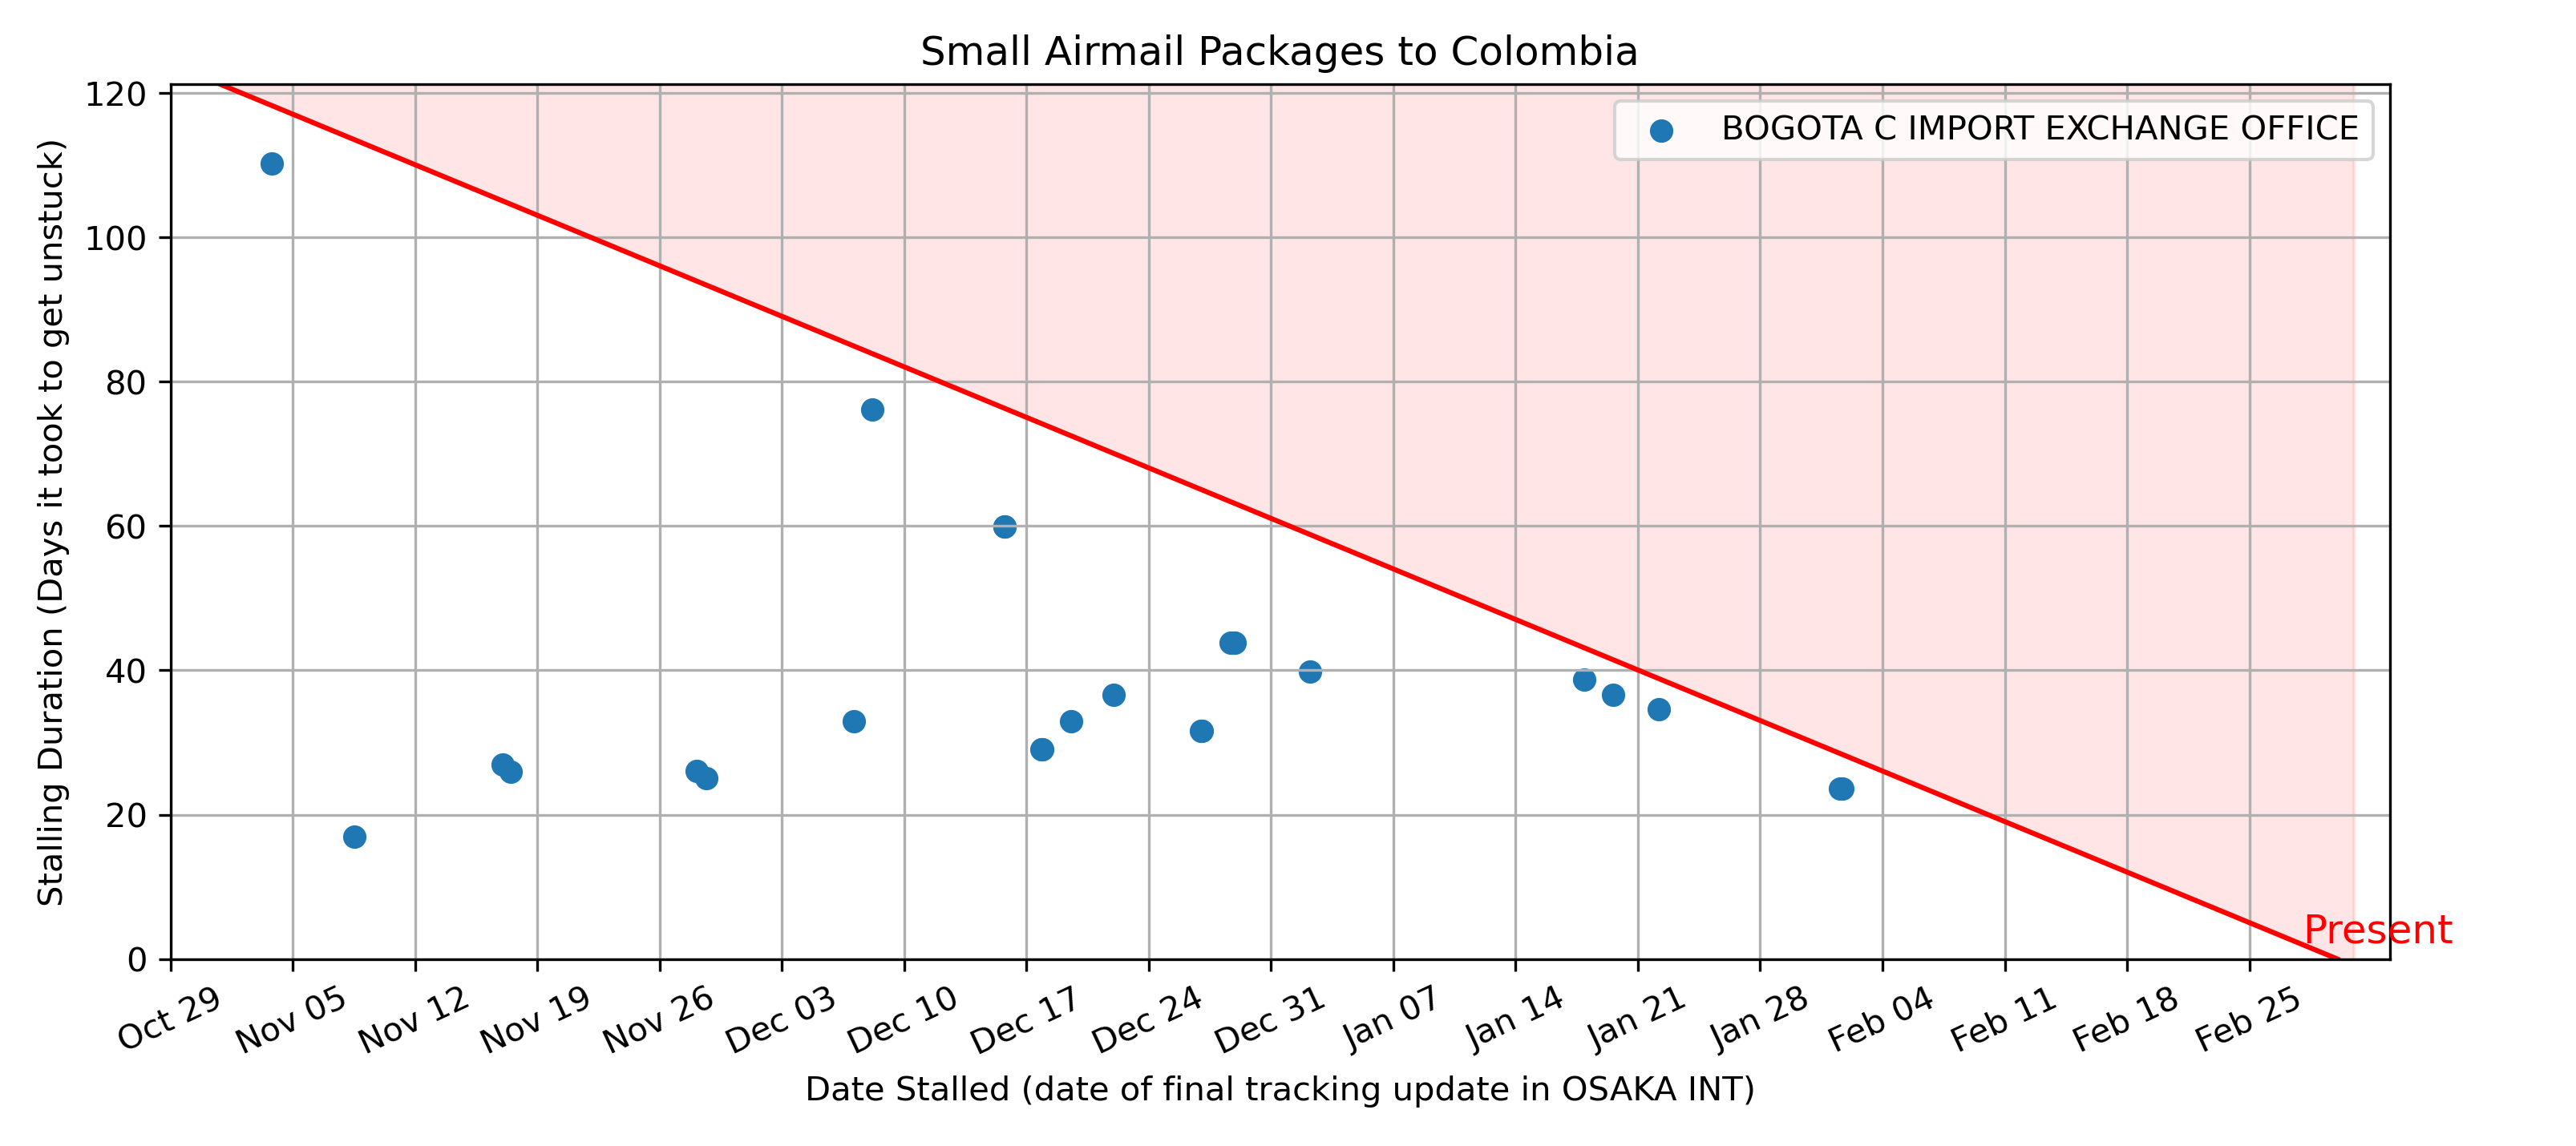 Small Airmail Packages to Colombia
BOGOTA C IMPORT EXCHANGE OFFICE
Stalling Duration (Days it took to get unstuck)
120
100
80
60
40
20
0
Present
Oct 29
Nov 05
Nov 12
Nov 19
Nov 26
Dec 03
Dec 10
Dec 17
Dec 24
Dec 31
Jan 07
Jan 14
Jan 21
Jan 28
Feb 04
Feb 11
Feb 18
Feb 25
Date Stalled (date of final tracking update in OSAKA INT)